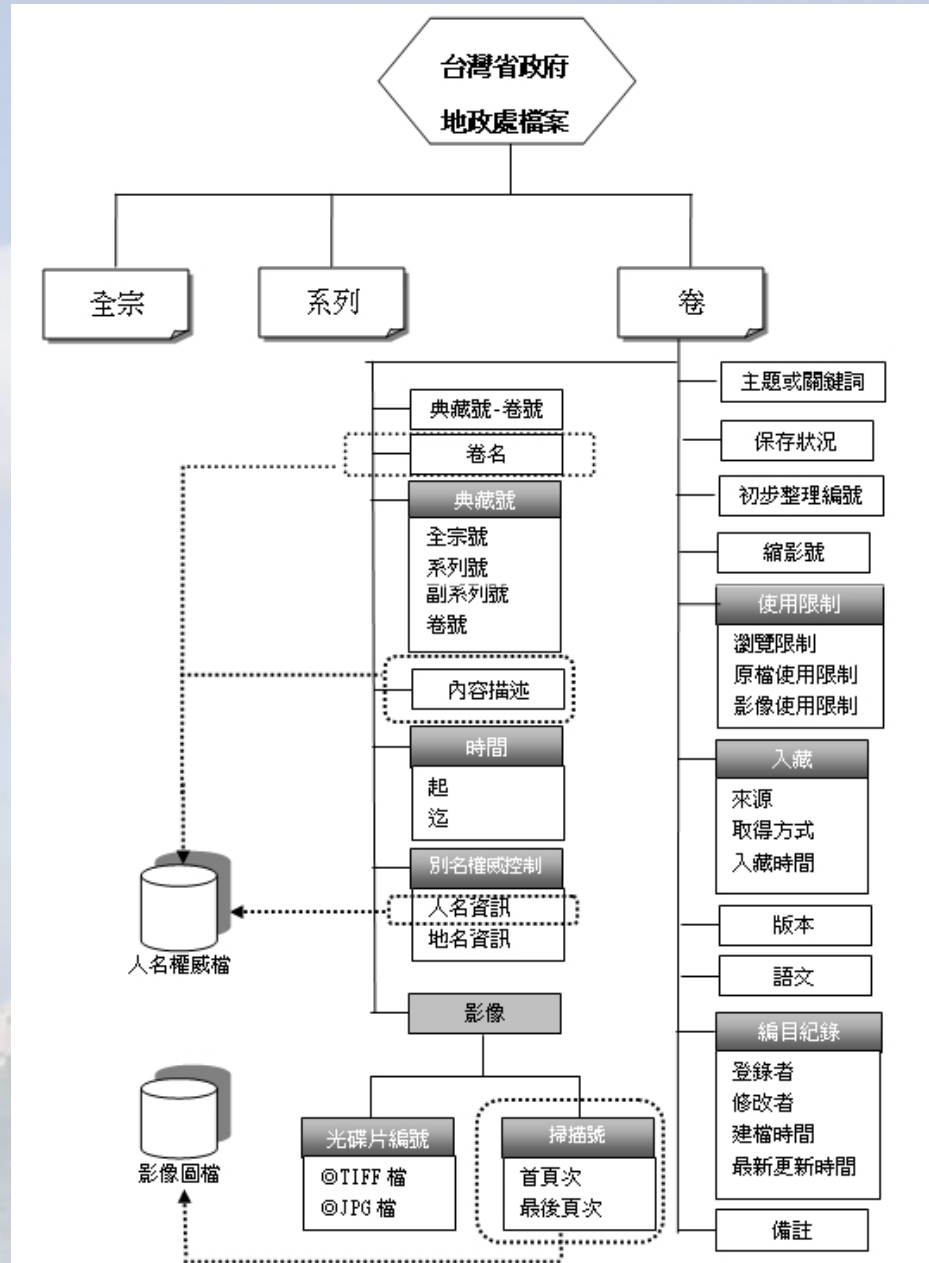 台灣省政府
地政處檔案
全宗
系列
卷
典藏號-卷號
卷名
典藏號
全宗號
系列號
副系列號
卷號
內容描述
時間
起
迄
別名權威控制
人名資訊
地名資訊
影像
光碟片編號
◎TIFF 檔
◎JPG 檔
掃描號
首頁次
最後頁次
人名權威檔
影像圖檔
主題或關鍵詞
保存狀況
初步整理編號
縮影號
使用限制
瀏覽限制
原檔使用限制
影像使用限制
入藏
來源
取得方式
入藏時間
版本
語文
編目紀錄
登錄者
修改者
建檔時間
最新更新時間
備註